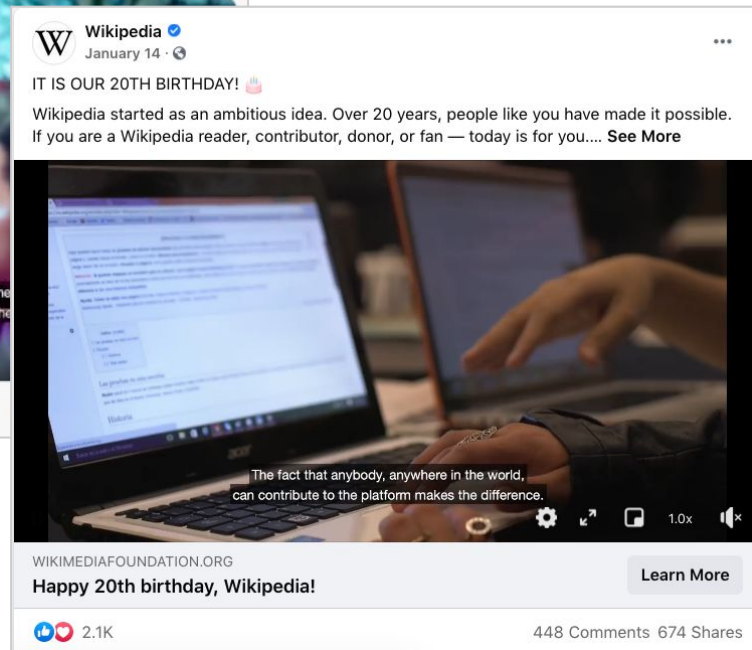 W
Wikipedia
January 14 ·
IT IS OUR 20TH BIRTHDAY!
Wikipedia started as an ambitious idea. Over 20 years, people like you have made it possible.
If you are a Wikipedia reader, contributor, donor, or fan — today is for you.... See More
acer
Historia
The fact that anybody, anywhere in the world,
can contribute to the platform makes the difference.
1.0x
WIKIMEDIAFOUNDATION.ORG
Happy 20th birthday, Wikipedia!
Learn More
2.1K
448 Comments 674 Shares